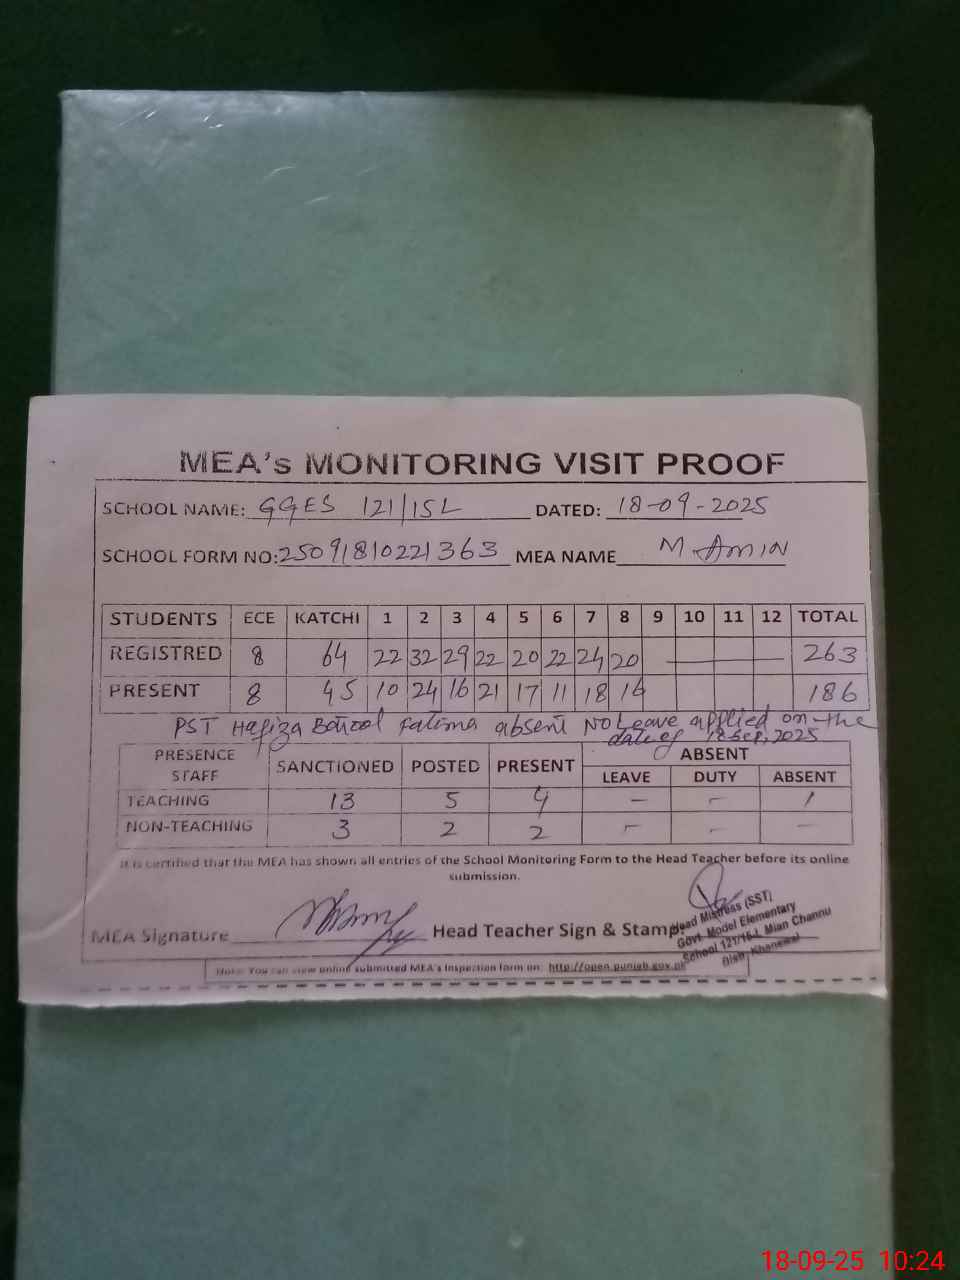 MEA's MONITORING VISIT PROOF
SCHOOL NAME: GGES 121/15L DATED: 18-09-2025
SCHOOL FORM NO: 25091810221363 MEA NAME M. AMIN
STUDENTS ECE KATCHI 1 2 3 4 5 6 7 8 9 10 11 12 TOTAL
REGISTRED 8 64 22 32 29 22 20 22 24 20 263
PRESENT 8 45 10 24 16 21 17 11 18 16 186
PST Hafiza Batool Fatima absent No Leave applied on the
date of 18 Sep, 2025
PRESENCE STAFF SANCTIONED POSTED PRESENT ABSENT
LEAVE DUTY ABSENT
TEACHING 13 5 4 – – 1
NON-TEACHING 3 2 2 – – –
It is certified that the MEA has shown all entries of the School Monitoring Form to the Head Teacher before its online
submission.
MEA Signature Head Teacher Sign & Stamp:
Head Mistress (SST)
Govt. Model Elementary
School 121/15-L Mian Channu
Distt. Khanewal
Note: You can view online submitted MEA's Inspection form on: http://open.punjab.gov.pk
18-09-25 10:24